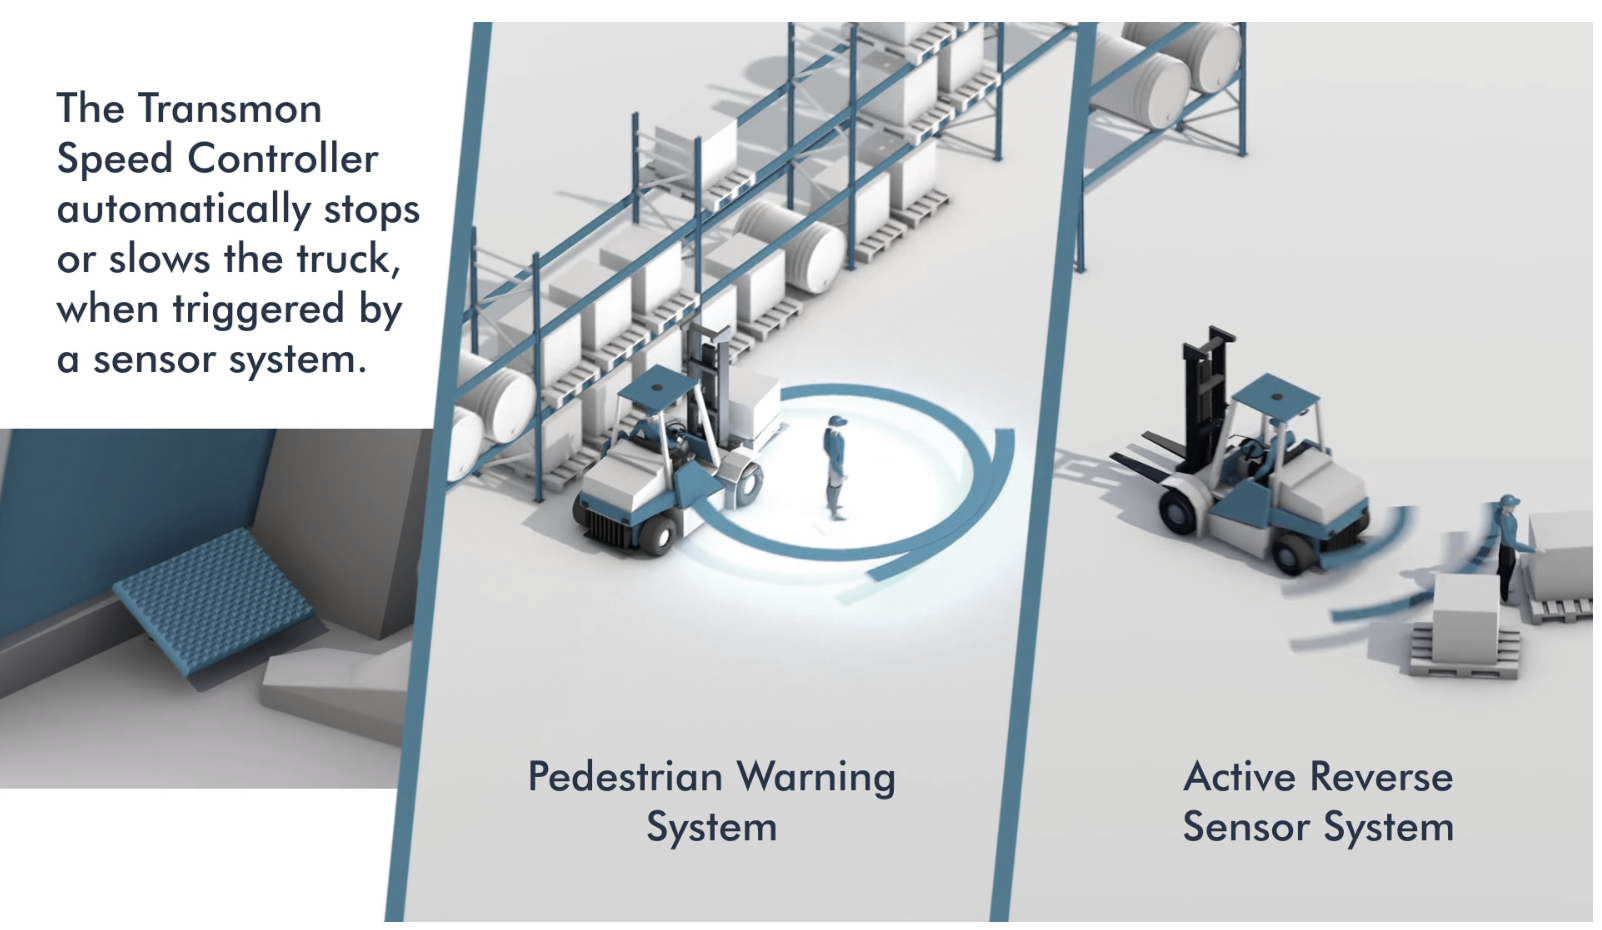 The Transmon
Speed Controller
automatically stops
or slows the truck,
when triggered by
a sensor system.
Pedestrian Warning
System
Active Reverse
Sensor System